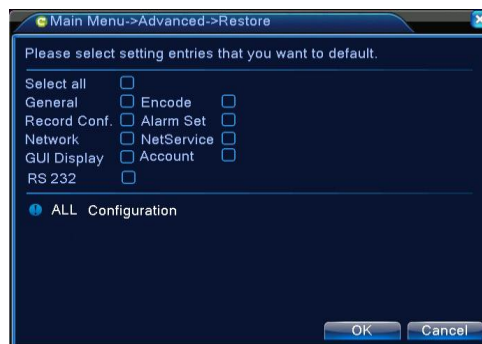 Main Menu->Advanced->Restore
Please select setting entries that you want to default.
Select all
General Encode
Record Conf. Alarm Set
Network NetService
GUI Display Account
RS 232
ALL Configuration
OK Cancel